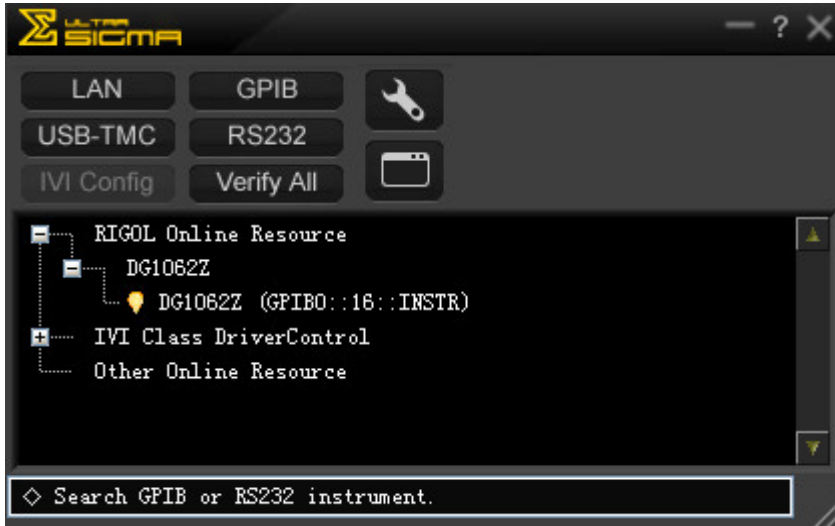 ULTRA
SIGMA
?
LAN GPIB
USB-TMC RS232
IVI Config Verify All
RIGOL Online Resource
DG1062Z
DG1062Z (GPIB0::16::INSTR)
IVI Class DriverControl
Other Online Resource
Search GPIB or RS232 instrument.